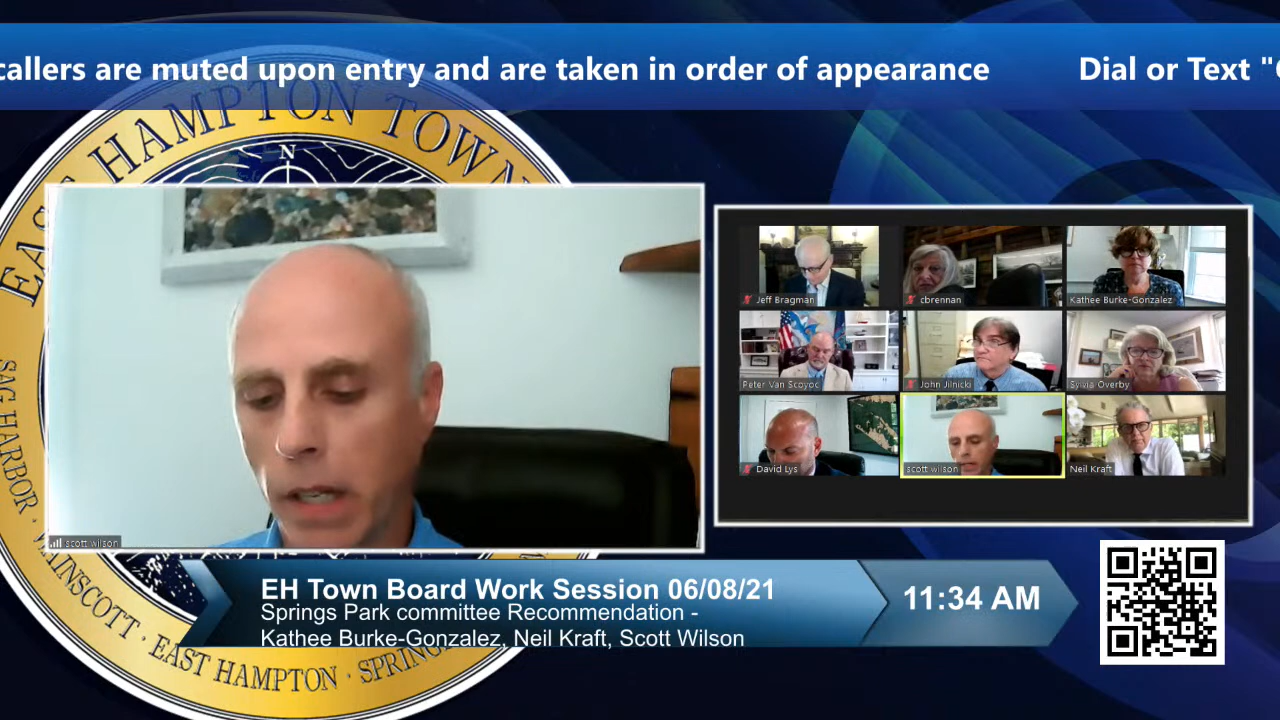 callers are muted upon entry and are taken in order of appearance Dial or Text "
EAST HAMPTON TOWN
N
SAG HARBOR · WAINSCOTT · EAST HAMPTON · SPRINGS
scott wilson
Jeff Bragman
cbrennan
Kathee Burke-Gonzalez
Peter Van Scoyoc
John Jilnicki
Sylvia Overby
David Lys
scott wilson
Neil Kraft
EH Town Board Work Session 06/08/21
Springs Park committee Recommendation -
Kathee Burke-Gonzalez, Neil Kraft, Scott Wilson
11:34 AM